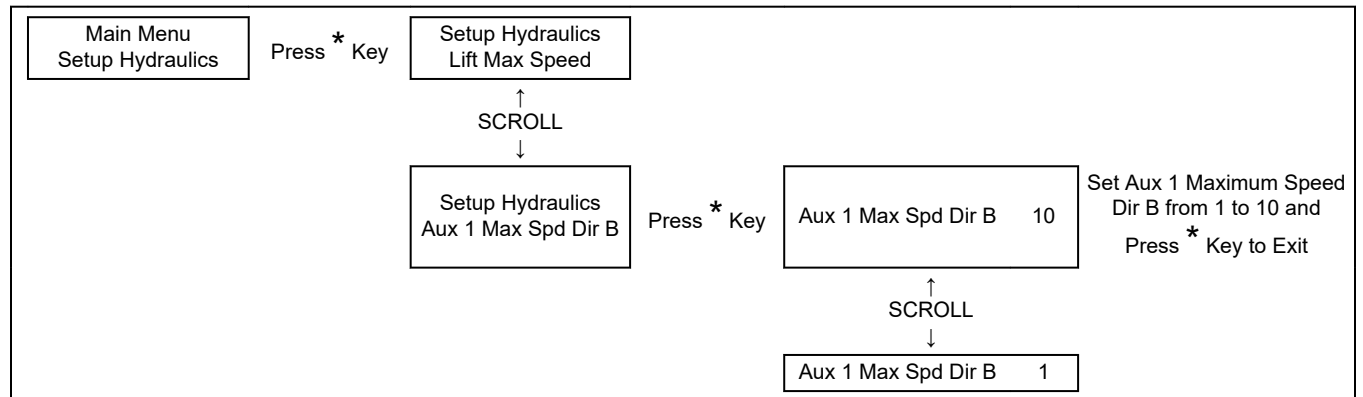 Main Menu
Setup Hydraulics
Press * Key
Setup Hydraulics
Lift Max Speed
↑
SCROLL
↓
Setup Hydraulics
Aux 1 Max Spd Dir B
Press * Key
Aux 1 Max Spd Dir B 10
Set Aux 1 Maximum Speed
Dir B from 1 to 10 and
Press * Key to Exit
↑
SCROLL
↓
Aux 1 Max Spd Dir B 1